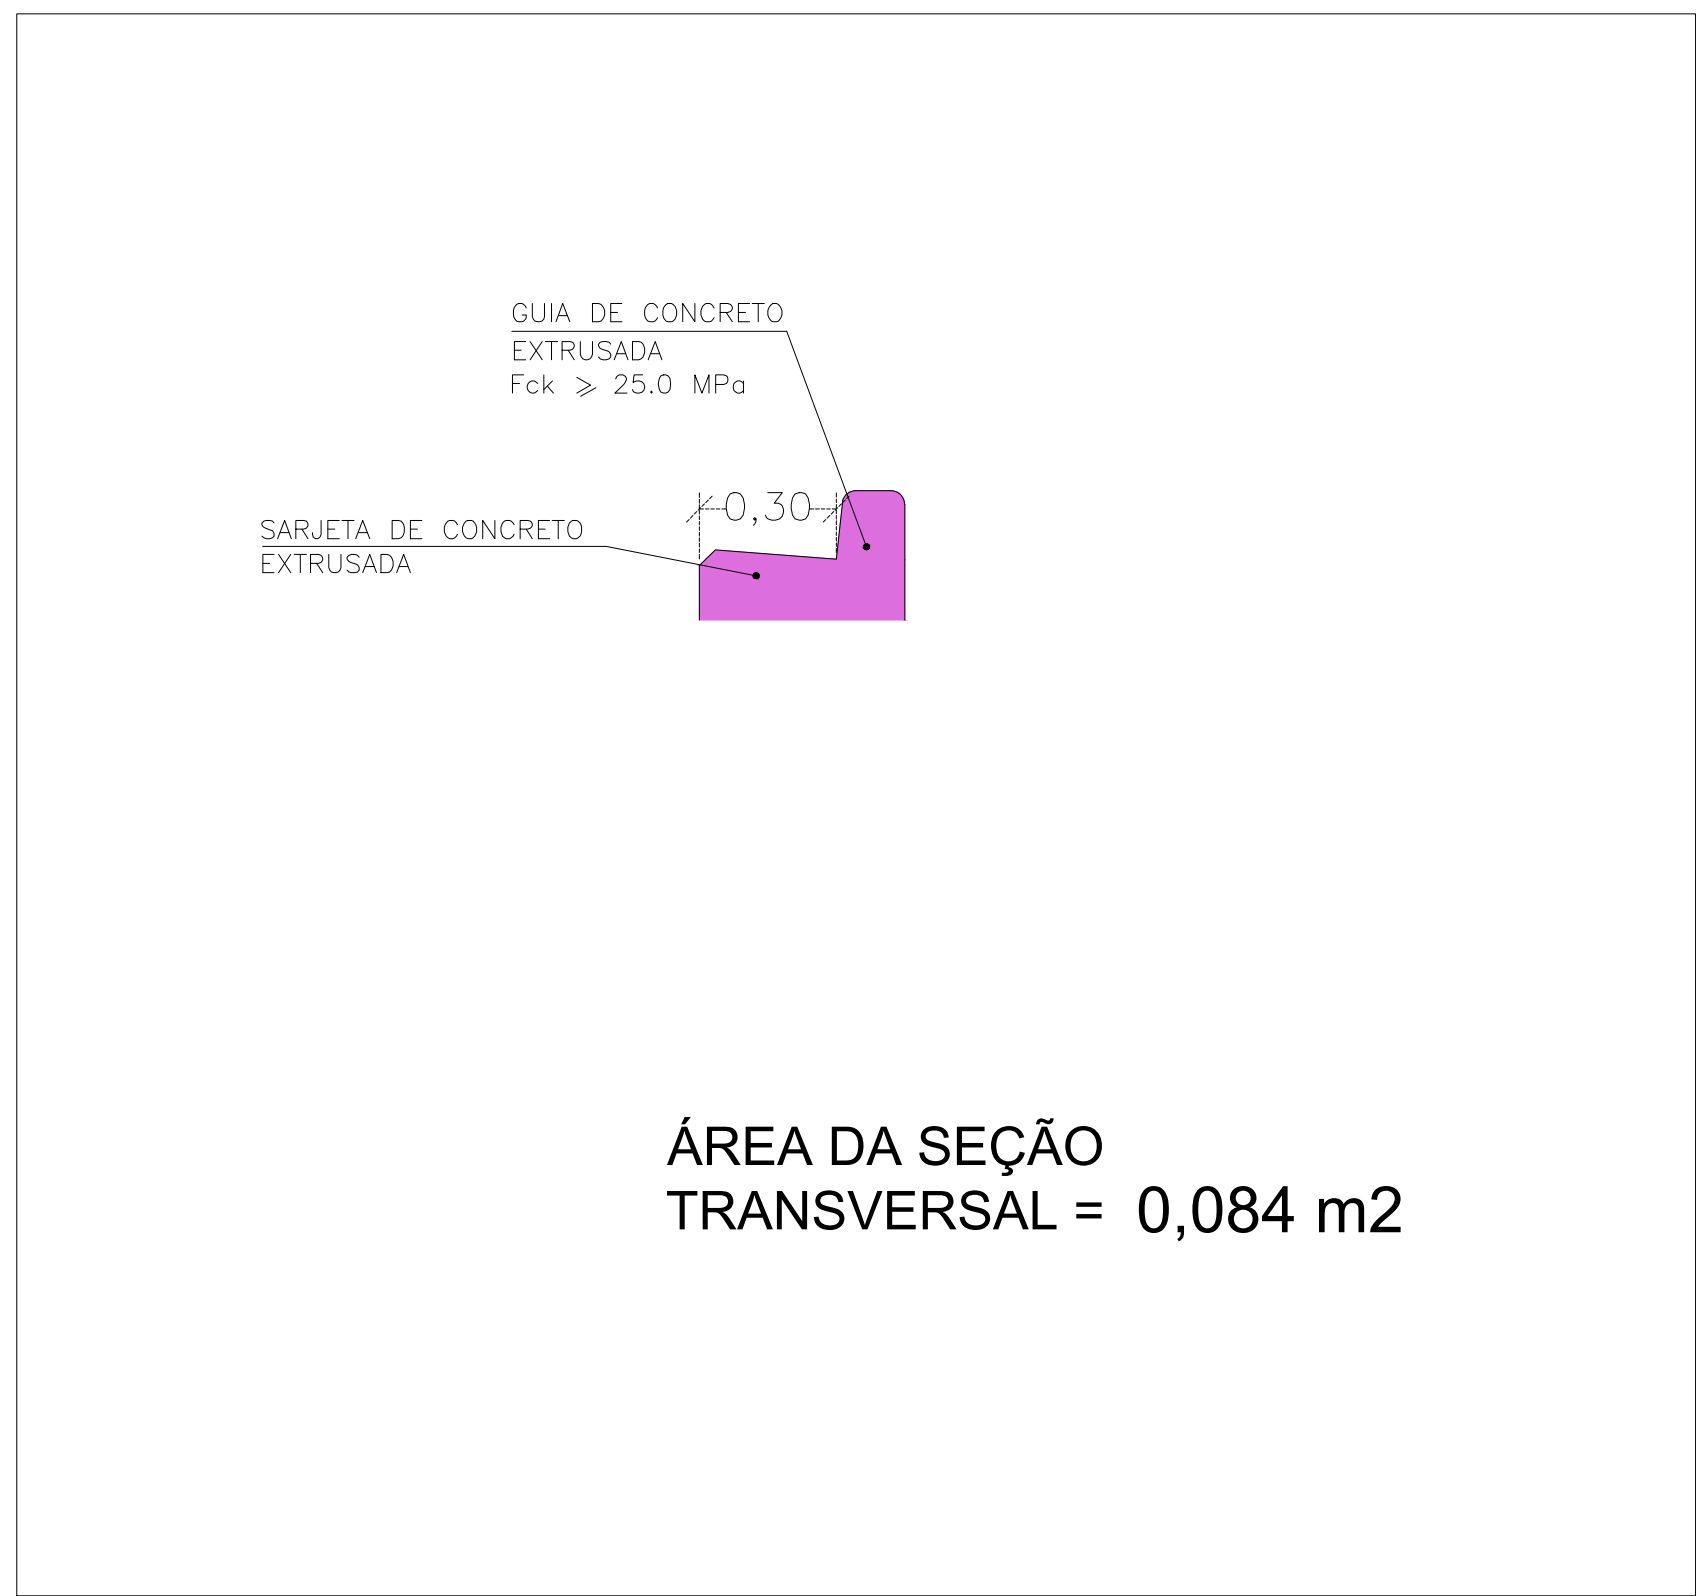 GUIA DE CONCRETO
EXTRUSADA
Fck ⩾ 25.0 MPa
0,30
SARJETA DE CONCRETO
EXTRUSADA
ÁREA DA SEÇÃO
TRANSVERSAL = 0,084 m2